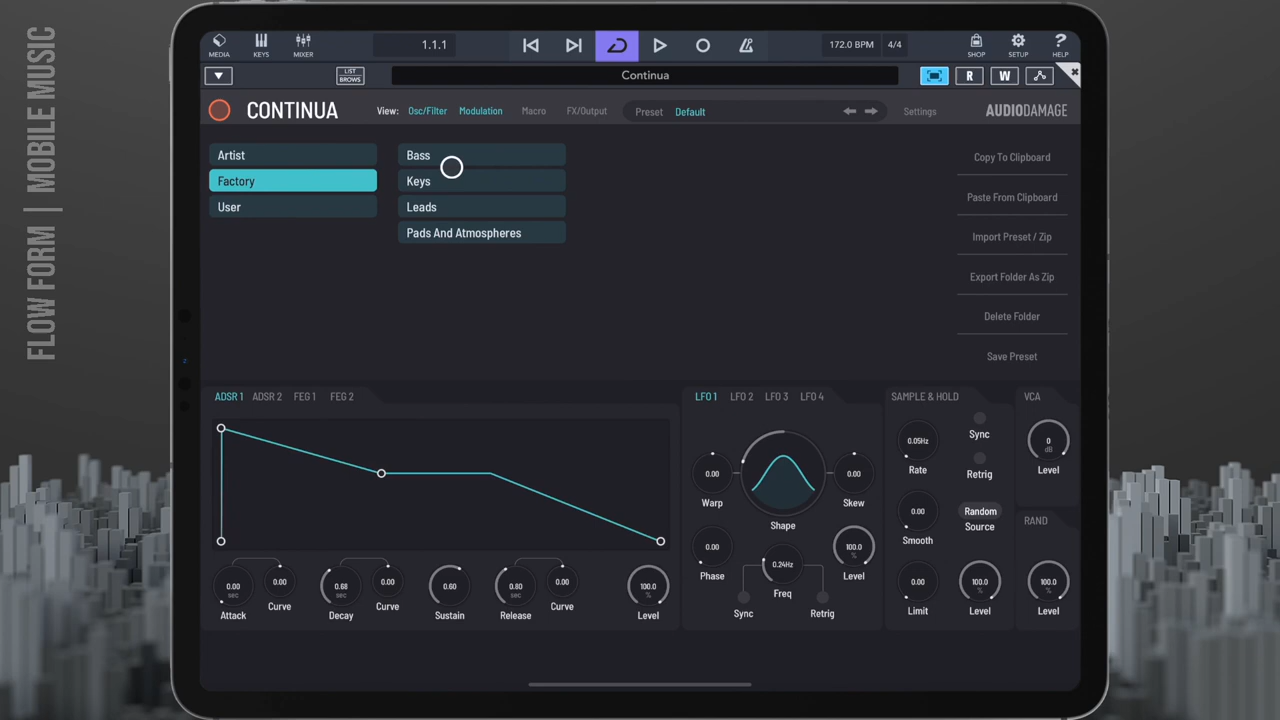 FLOW FORM | MOBILE MUSIC
MEDIA KEYS MIXER 1.1.1 172.0 BPM 4/4 SHOP SETUP HELP
LIST BROWS Continua R W
CONTINUA View: Osc/Filter Modulation Macro FX/Output Preset Default Settings AUDIODAMAGE
Artist Bass Copy To Clipboard
Factory Keys Paste From Clipboard
User Leads Import Preset / Zip
Pads And Atmospheres Export Folder As Zip
Delete Folder
Save Preset
ADSR 1 ADSR 2 FEG 1 FEG 2 LFO 1 LFO 2 LFO 3 LFO 4 SAMPLE & HOLD VCA
0.05Hz Sync 0 dB
Rate Level
0.00 0.00 Retrig
Warp Skew
0.00 Random
Shape Smooth Source RAND
0.00 0.24Hz 100.0 %
Phase Freq Level
0.00 sec 0.00 0.68 sec 0.00 0.60 0.80 sec 0.00 100.0 % 0.00 100.0 % 100.0 %
Attack Curve Decay Curve Sustain Release Curve Level Sync Retrig Limit Level Level